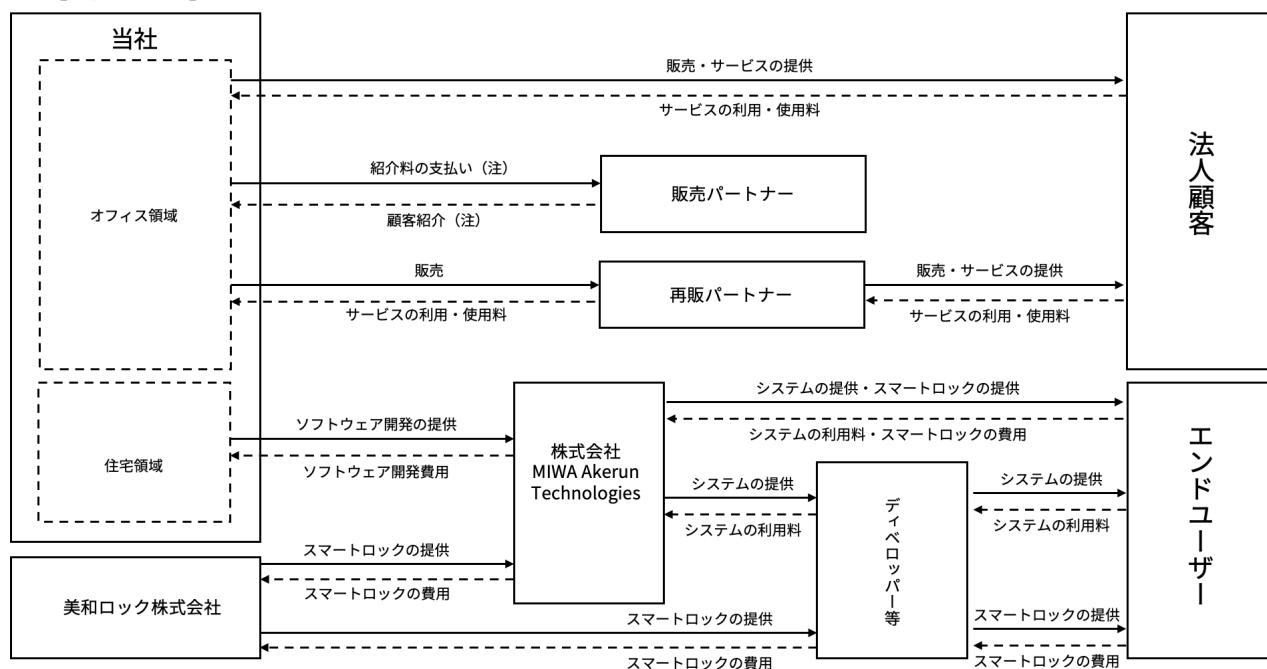 当社
販売・サービスの提供
サービスの利用・使用料
紹介料の支払い（注）
販売パートナー
法人顧客
オフィス領域
顧客紹介（注）
販売
再販パートナー
販売・サービスの提供
サービスの利用・使用料
サービスの利用・使用料
システムの提供・スマートロックの提供
システムの利用料・スマートロックの費用
ソフトウェア開発の提供
住宅領域
ソフトウェア開発費用
株式会社
MIWA Akerun
Technologies
エンドユーザー
システムの提供
システムの利用料
ディベロッパー等
システムの提供
システムの利用料
スマートロックの提供
スマートロックの費用
美和ロック株式会社
スマートロックの提供
スマートロックの費用
スマートロックの提供
スマートロックの費用